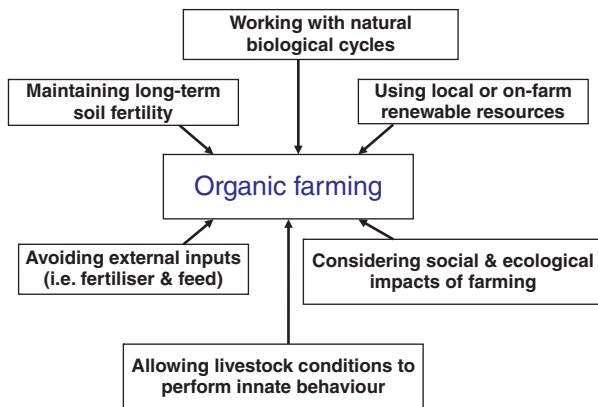 Working with natural
biological cycles
Maintaining long-term
soil fertility
Using local or on-farm
renewable resources
Organic farming
Avoiding external inputs
(i.e. fertiliser & feed)
Considering social & ecological
impacts of farming
Allowing livestock conditions to
perform innate behaviour